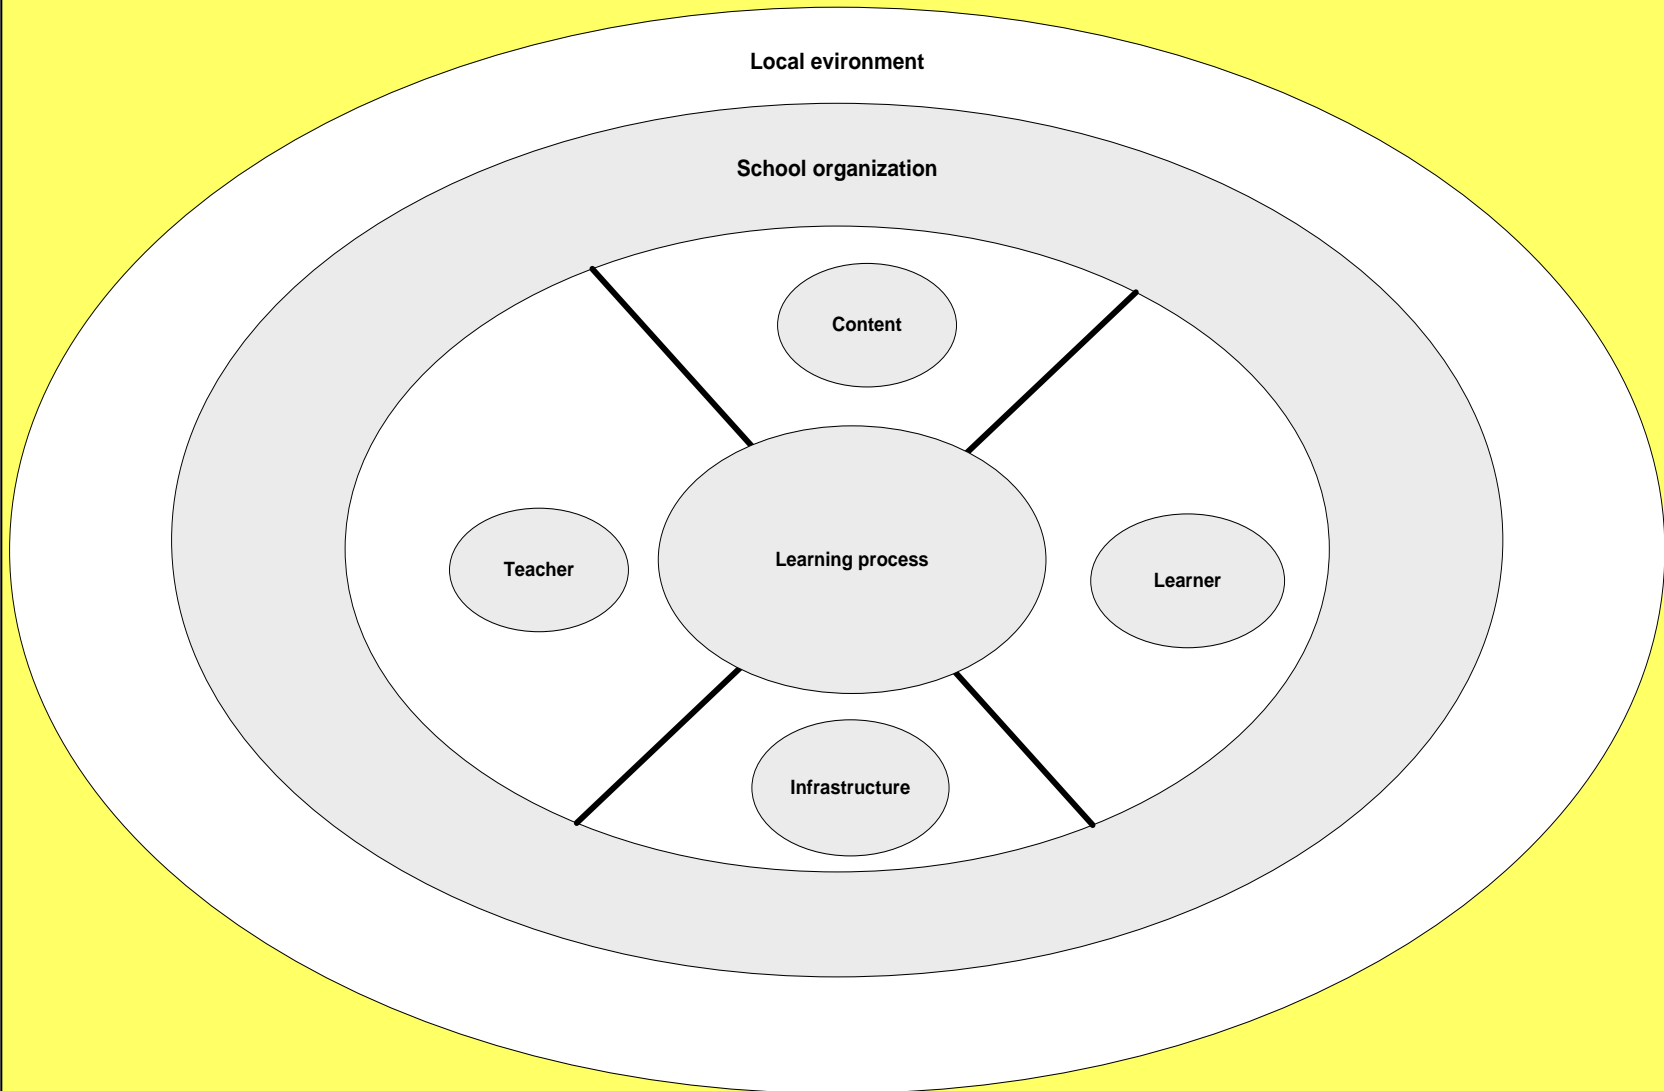 Local evironment
School organization
Content
Teacher
Learning process
Learner
Infrastructure